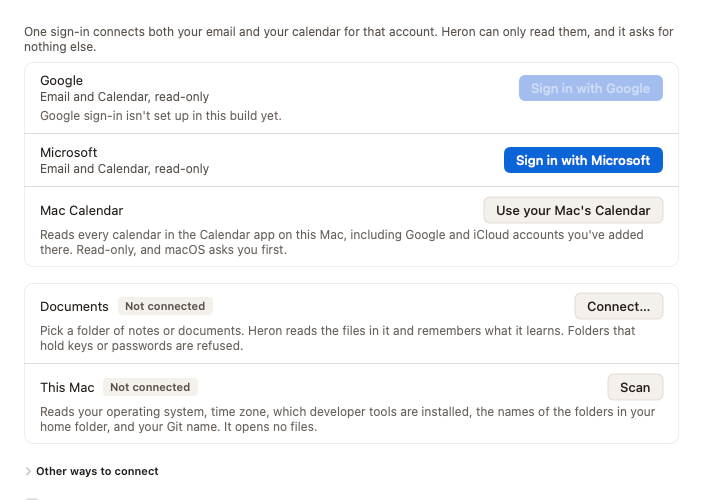 One sign-in connects both your email and your calendar for that account. Heron can only read them, and it asks for
nothing else.
Google
Email and Calendar, read-only
Google sign-in isn't set up in this build yet.
Sign in with Google
Microsoft
Email and Calendar, read-only
Sign in with Microsoft
Mac Calendar
Use your Mac's Calendar
Reads every calendar in the Calendar app on this Mac, including Google and iCloud accounts you've added
there. Read-only, and macOS asks you first.
Documents
Not connected
Connect...
Pick a folder of notes or documents. Heron reads the files in it and remembers what it learns. Folders that
hold keys or passwords are refused.
This Mac
Not connected
Scan
Reads your operating system, time zone, which developer tools are installed, the names of the folders in your
home folder, and your Git name. It opens no files.
Other ways to connect